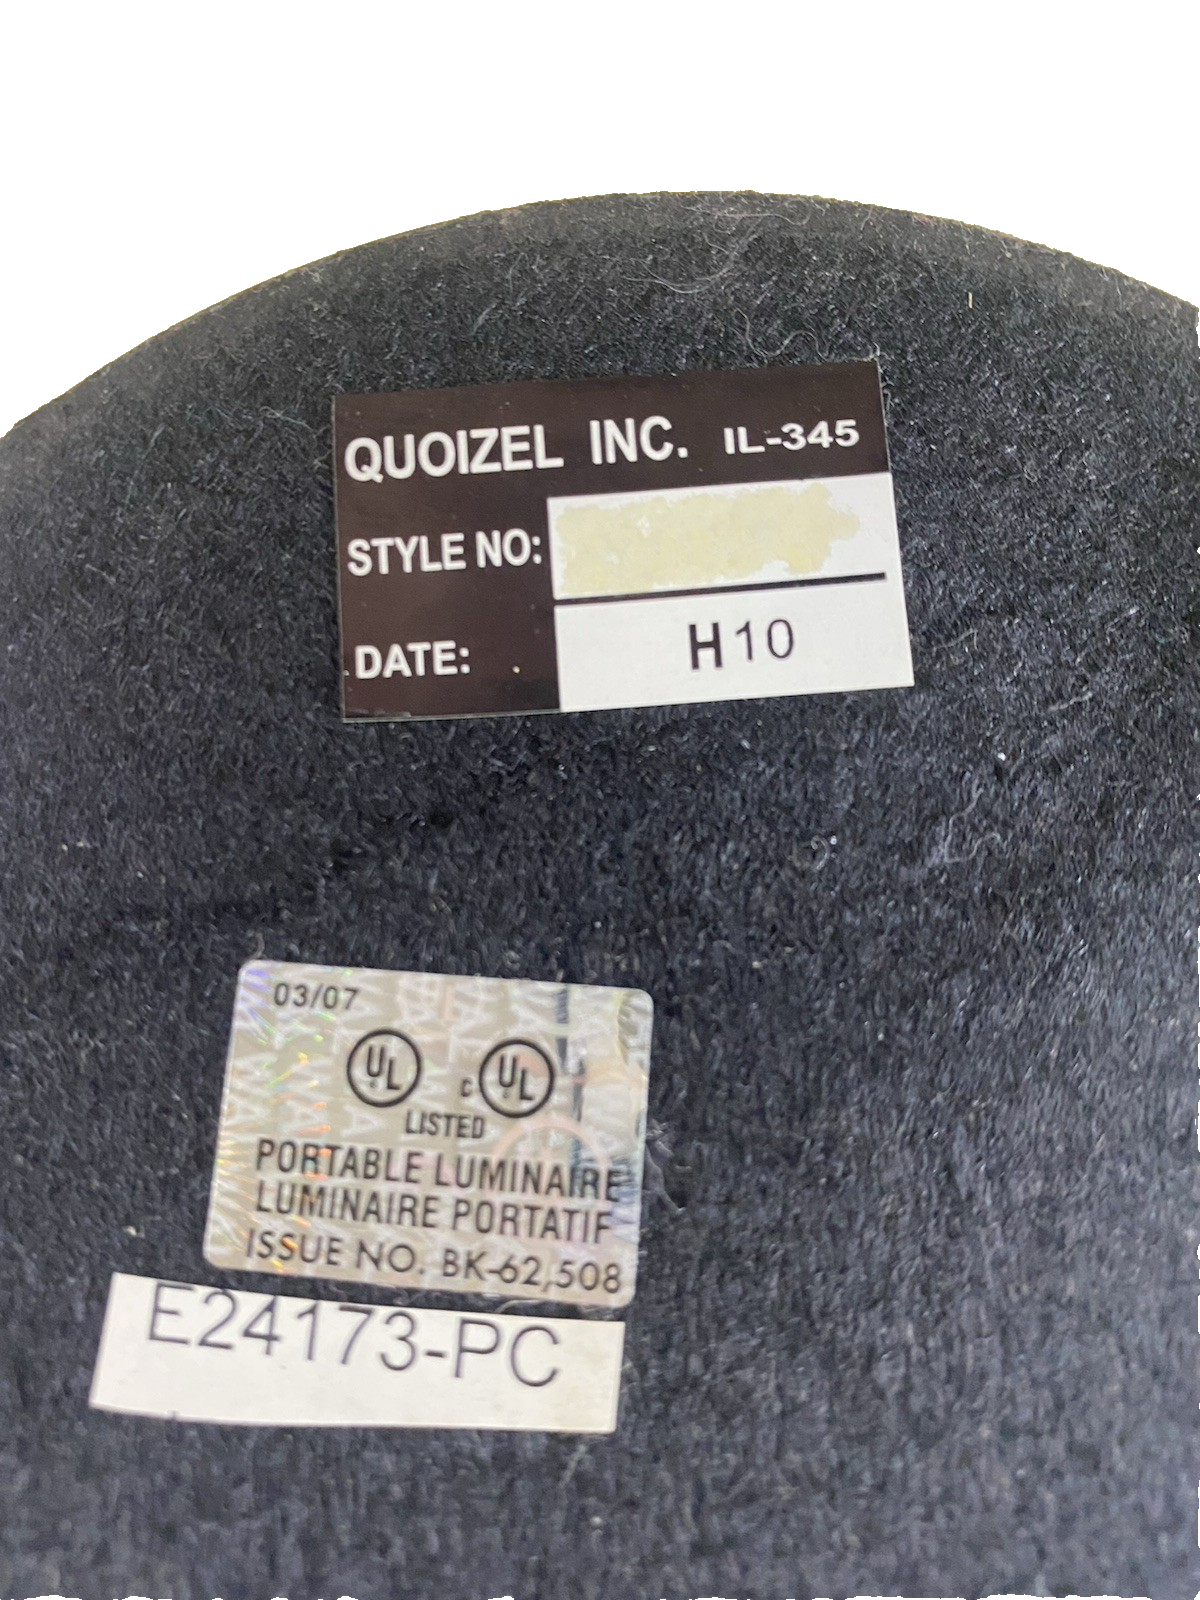 QUOIZEL INC. IL-345
STYLE NO:
DATE: H10
03/07
UL c UL
LISTED
PORTABLE LUMINAIRE
LUMINAIRE PORTATIF
ISSUE NO. BK-62,508
E24173-PC